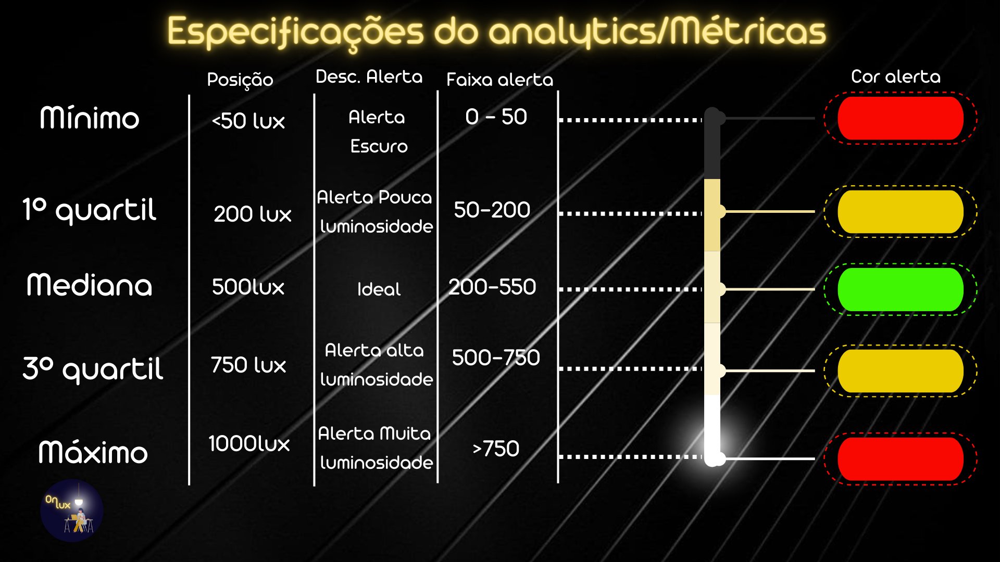 Especificações do analytics/Métricas
Posição
Desc. Alerta
Faixa alerta
Cor alerta
Mínimo
<50 lux
Alerta
Escuro
0 - 50
1º quartil
200 lux
Alerta Pouca
luminosidade
50-200
Mediana
500lux
Ideal
200-550
3º quartil
750 lux
Alerta alta
luminosidade
500-750
Máximo
1000lux
Alerta Muita
luminosidade
>750
On
lux